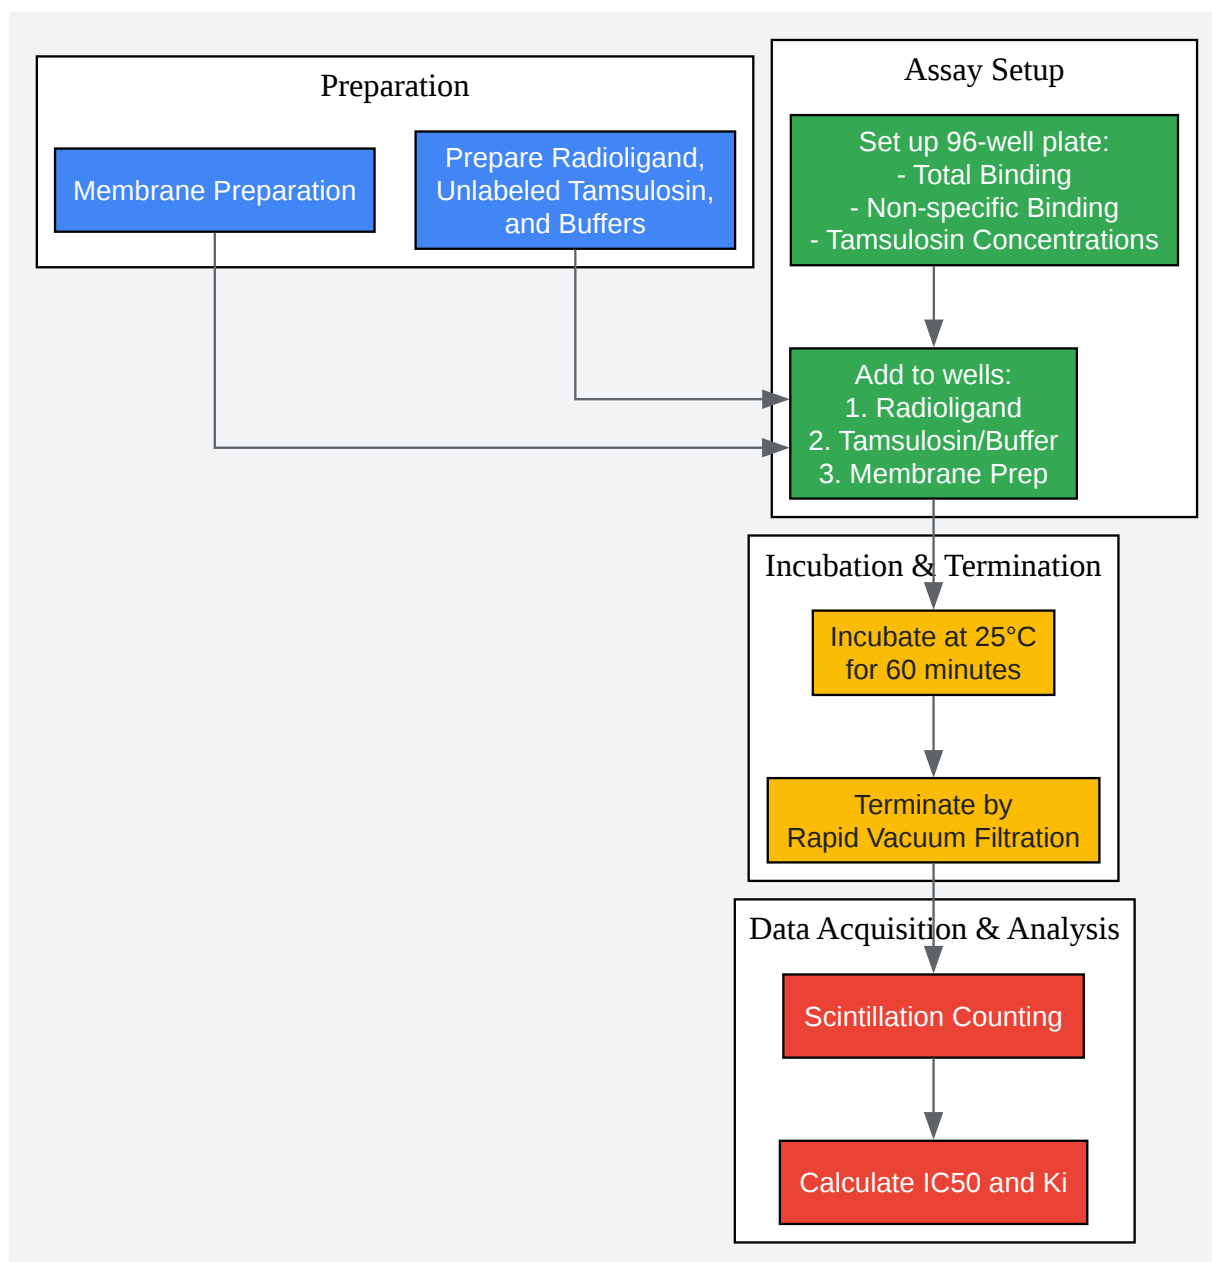 Preparation
Membrane Preparation
Prepare Radioligand,
Unlabeled Tamsulosin,
and Buffers
Assay Setup
Set up 96-well plate:
- Total Binding
- Non-specific Binding
- Tamsulosin Concentrations
Add to wells:
1. Radioligand
2. Tamsulosin/Buffer
3. Membrane Prep
Incubation & Termination
Incubate at 25°C
for 60 minutes
Terminate by
Rapid Vacuum Filtration
Data Acquisition & Analysis
Scintillation Counting
Calculate IC50 and Ki